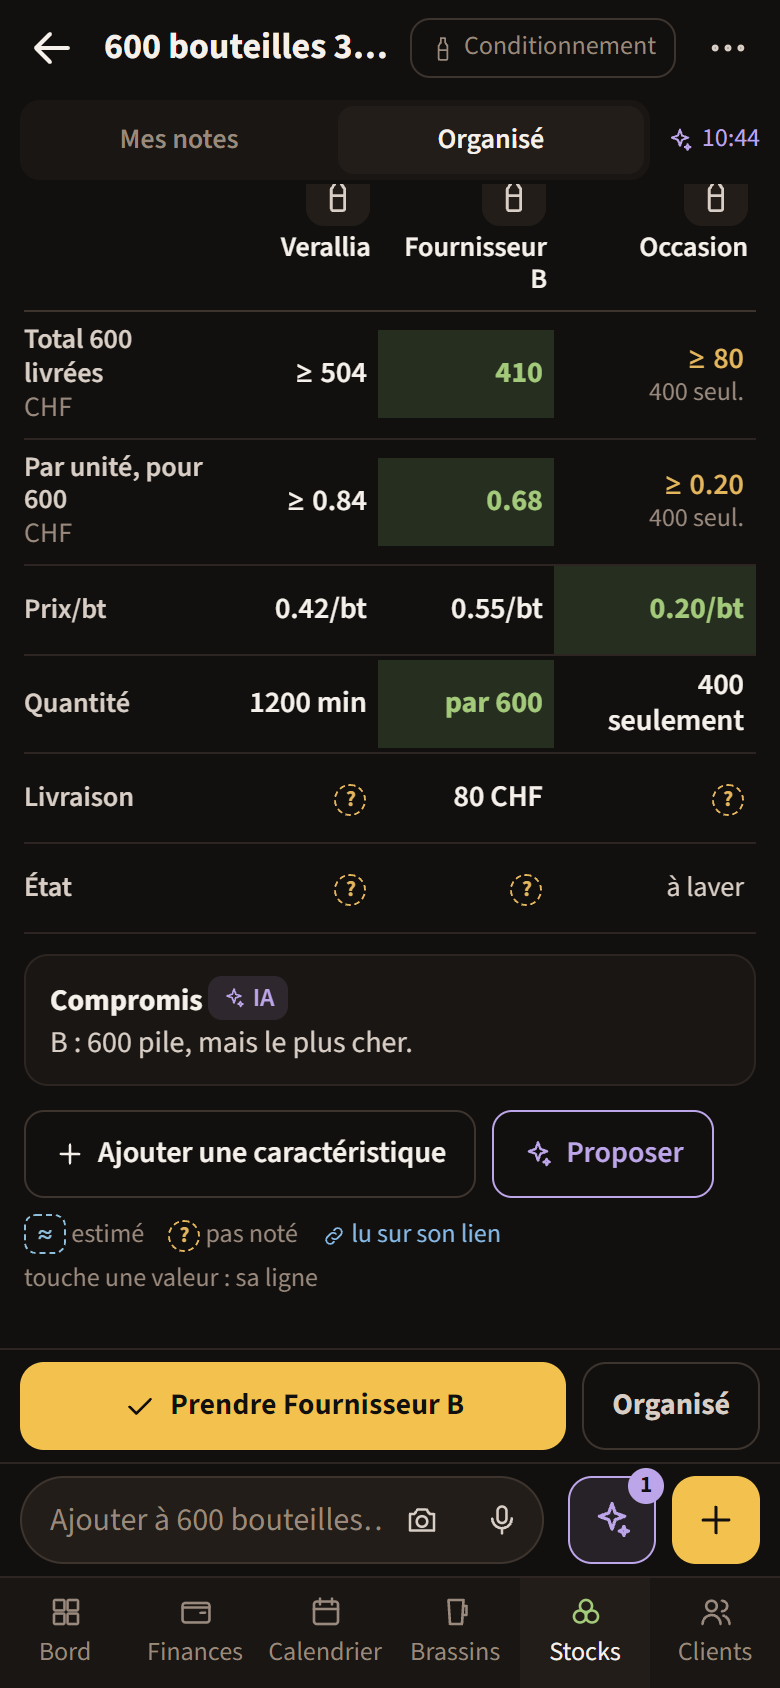 600 bouteilles 3...
Conditionnement
Mes notes
Organisé
10:44
Verallia
Fournisseur
B
Occasion
Total 600
livrées
CHF
≥ 504
410
≥ 80
400 seul.
Par unité, pour
600
CHF
≥ 0.84
0.68
≥ 0.20
400 seul.
Prix/bt
0.42/bt
0.55/bt
0.20/bt
Quantité
1200 min
par 600
400
seulement
Livraison
?
80 CHF
?
État
?
?
à laver
Compromis
IA
B : 600 pile, mais le plus cher.
+ Ajouter une caractéristique
Proposer
≈ estimé
? pas noté
lu sur son lien
touche une valeur : sa ligne
Prendre Fournisseur B
Organisé
Ajouter à 600 bouteilles..
1
Bord
Finances
Calendrier
Brassins
Stocks
Clients